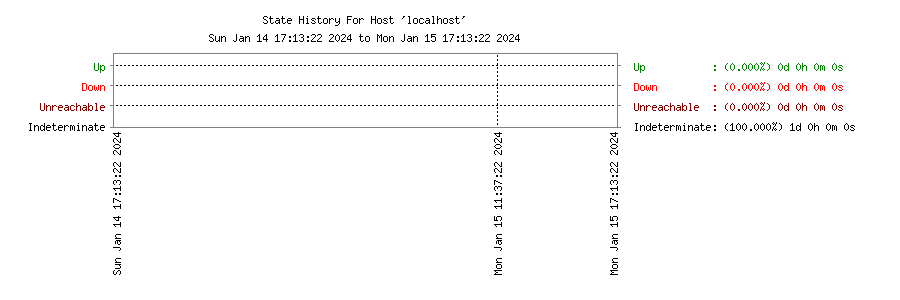 State History For Host 'localhost'
Sun Jan 14 17:13:22 2024 to Mon Jan 15 17:13:22 2024
Up
Down
Unreachable
Indeterminate
Up : (0.000%) 0d 0h 0m 0s
Down : (0.000%) 0d 0h 0m 0s
Unreachable : (0.000%) 0d 0h 0m 0s
Indeterminate: (100.000%) 1d 0h 0m 0s
Sun Jan 14 17:13:22 2024
Mon Jan 15 11:37:22 2024
Mon Jan 15 17:13:22 2024